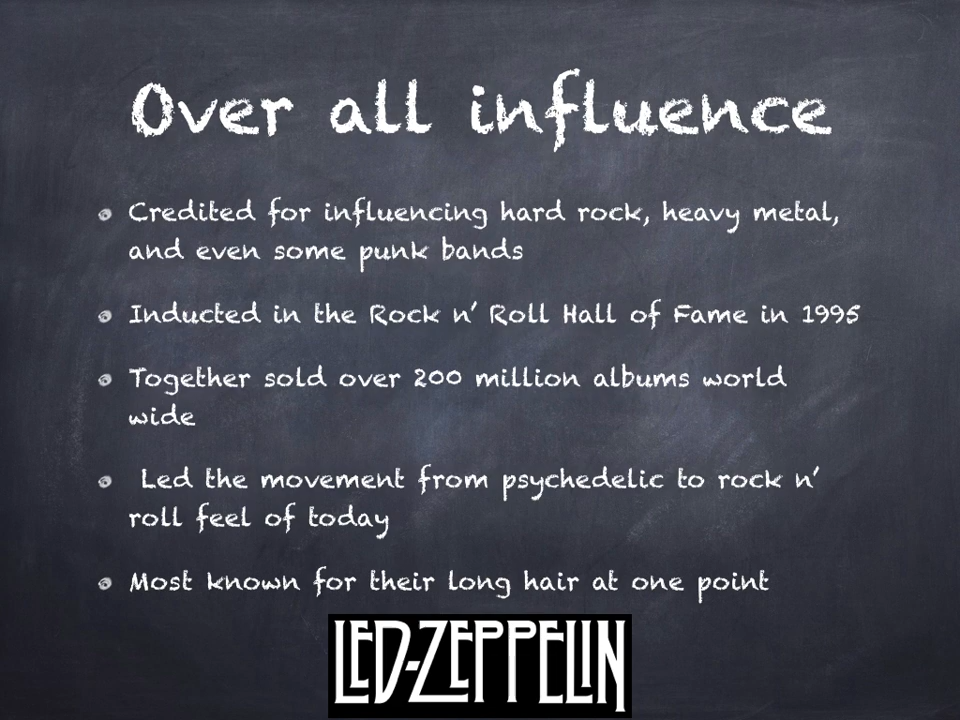 Over all influence
Credited for influencing hard rock, heavy metal,
and even some punk bands
Inducted in the Rock n’ Roll Hall of Fame in 1995
Together sold over 200 million albums world
wide
Led the movement from psychedelic to rock n’
roll feel of today
Most known for their long hair at one point
LED-ZEPPELIN